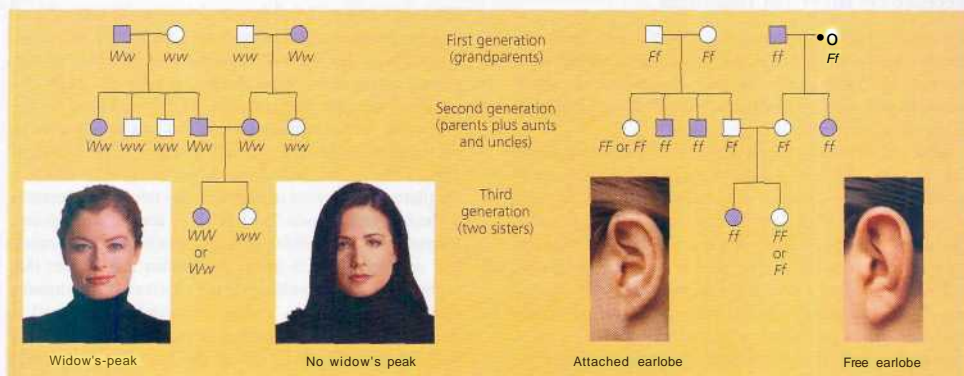 Ww ww ww Ww
First generation
(grandparents)
Ff Ff ff Ff
Ww ww ww Ww Ww ww
Second generation
(parents plus aunts
and uncles)
FF or Ff ff ff Ff Ff ff
WW
or
Ww
ww
Third
generation
(two sisters)
ff
FF
or
Ff
Widow's-peak
No widow's peak
Attached earlobe
Free earlobe